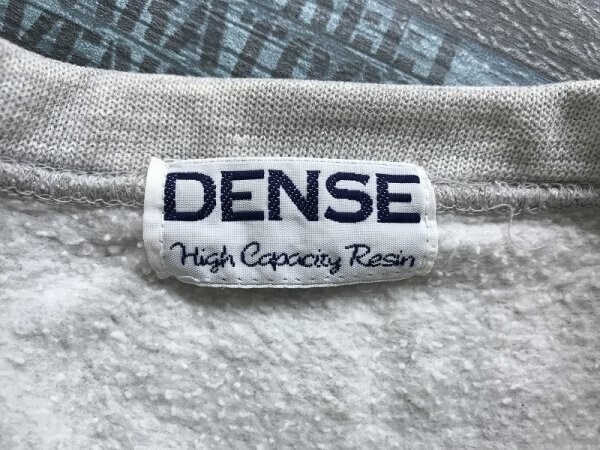 DENSE
High Capacity Resin